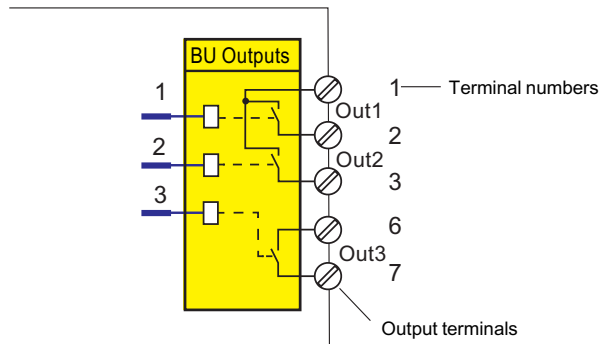 BU Outputs
1
2
3
Out1
Out2
Out3
1
2
3
6
7
Terminal numbers
Output terminals